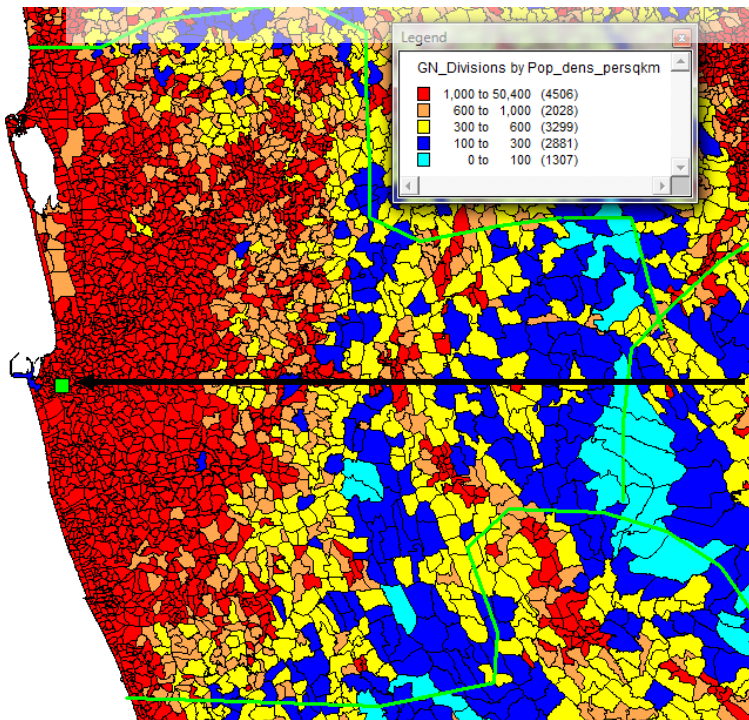 Legend
GN_Divisions by Pop_dens_persqkm
1,000 to 50,400 (4506)
600 to 1,000 (2028)
300 to 600 (3299)
100 to 300 (2881)
0 to 100 (1307)